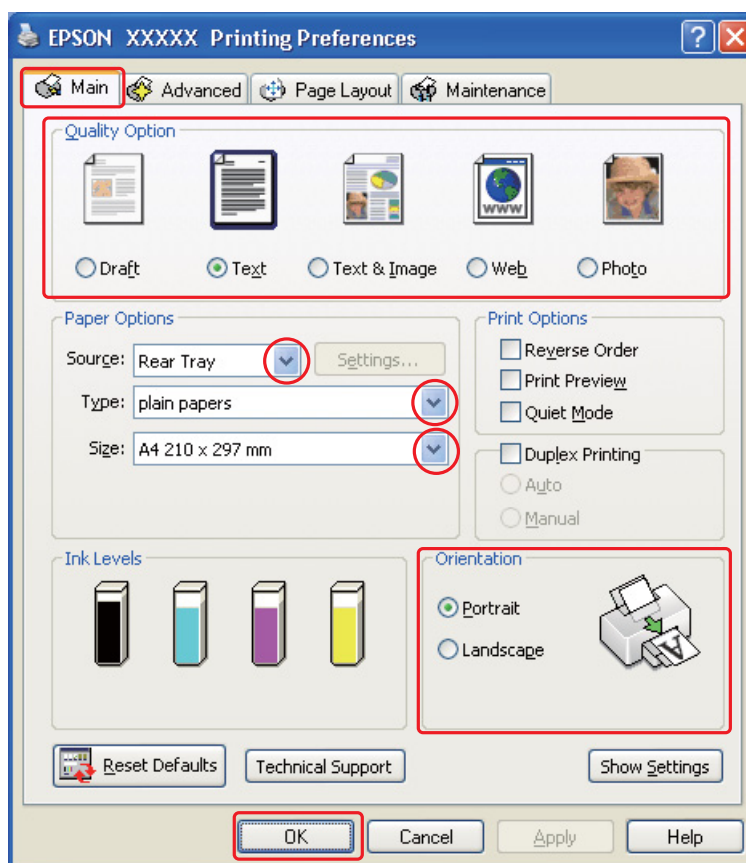 EPSON XXXXX Printing Preferences
Main Advanced Page Layout Maintenance
Quality Option
WWW
Draft Text Text & Image Web Photo
Paper Options
Source: Rear Tray Settings...
Type: plain papers
Size: A4 210 x 297 mm
Print Options
Reverse Order
Print Preview
Quiet Mode
Duplex Printing
Auto
Manual
Ink Levels
Orientation
Portrait
Landscape
A
Reset Defaults Technical Support Show Settings
OK Cancel Apply Help